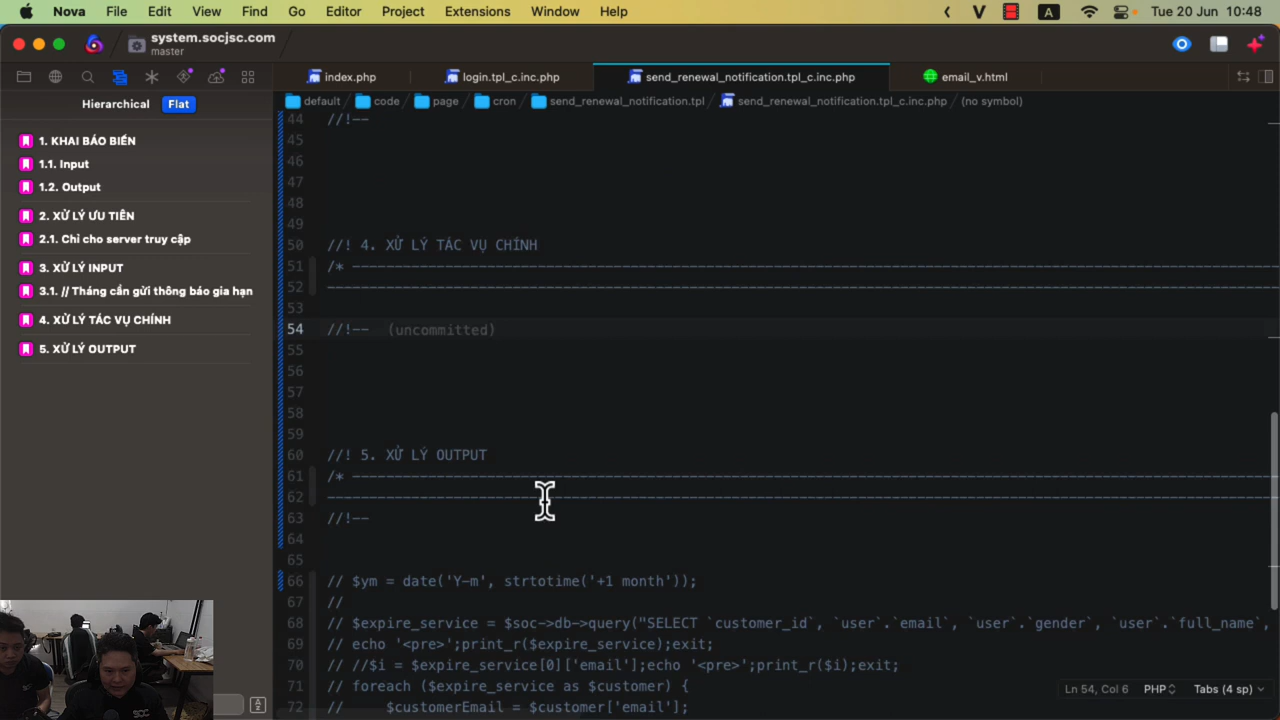 Nova File Edit View Find Go Editor Project Extensions Window Help
A Tue 20 Jun 10:48
system.socjsc.com
master
index.php login.tpl_c.inc.php send_renewal_notification.tpl_c.inc.php email_v.html
Hierarchical Flat
default code page cron send_renewal_notification.tpl send_renewal_notification.tpl_c.inc.php (no symbol)
1. KHAI BÁO BIẾN
1.1. Input
1.2. Output
2. XỬ LÝ ƯU TIÊN
2.1. Chỉ cho server truy cập
3. XỬ LÝ INPUT
3.1. // Tháng cần gửi thông báo gia hạn
4. XỬ LÝ TÁC VỤ CHÍNH
5. XỬ LÝ OUTPUT
44 //!--
45
46
47
48
49
50 //! 4. XỬ LÝ TÁC VỤ CHÍNH
51 /* ------------------------------------------------------------
52 ------------------------------------------------------------
53
54 //!-- (uncommitted)
55
56
57
58
59
60 //! 5. XỬ LÝ OUTPUT
61 /* ------------------------------------------------------------
62 ------------------------------------------------------------
63 //!--
64
65
66 // $ym = date('Y-m', strtotime('+1 month'));
67 //
68 // $expire_service = $soc->db->query("SELECT `customer_id`, `user`.`email`, `user`.`gender`, `user`.`full_name`,
69 // echo '<pre>';print_r($expire_service);exit;
70 // //$i = $expire_service[0]['email'];echo '<pre>';print_r($i);exit;
71 // foreach ($expire_service as $customer) {
72 // $customerEmail = $customer['email'];
Ln 54, Col 6 PHP Tabs (4 sp)